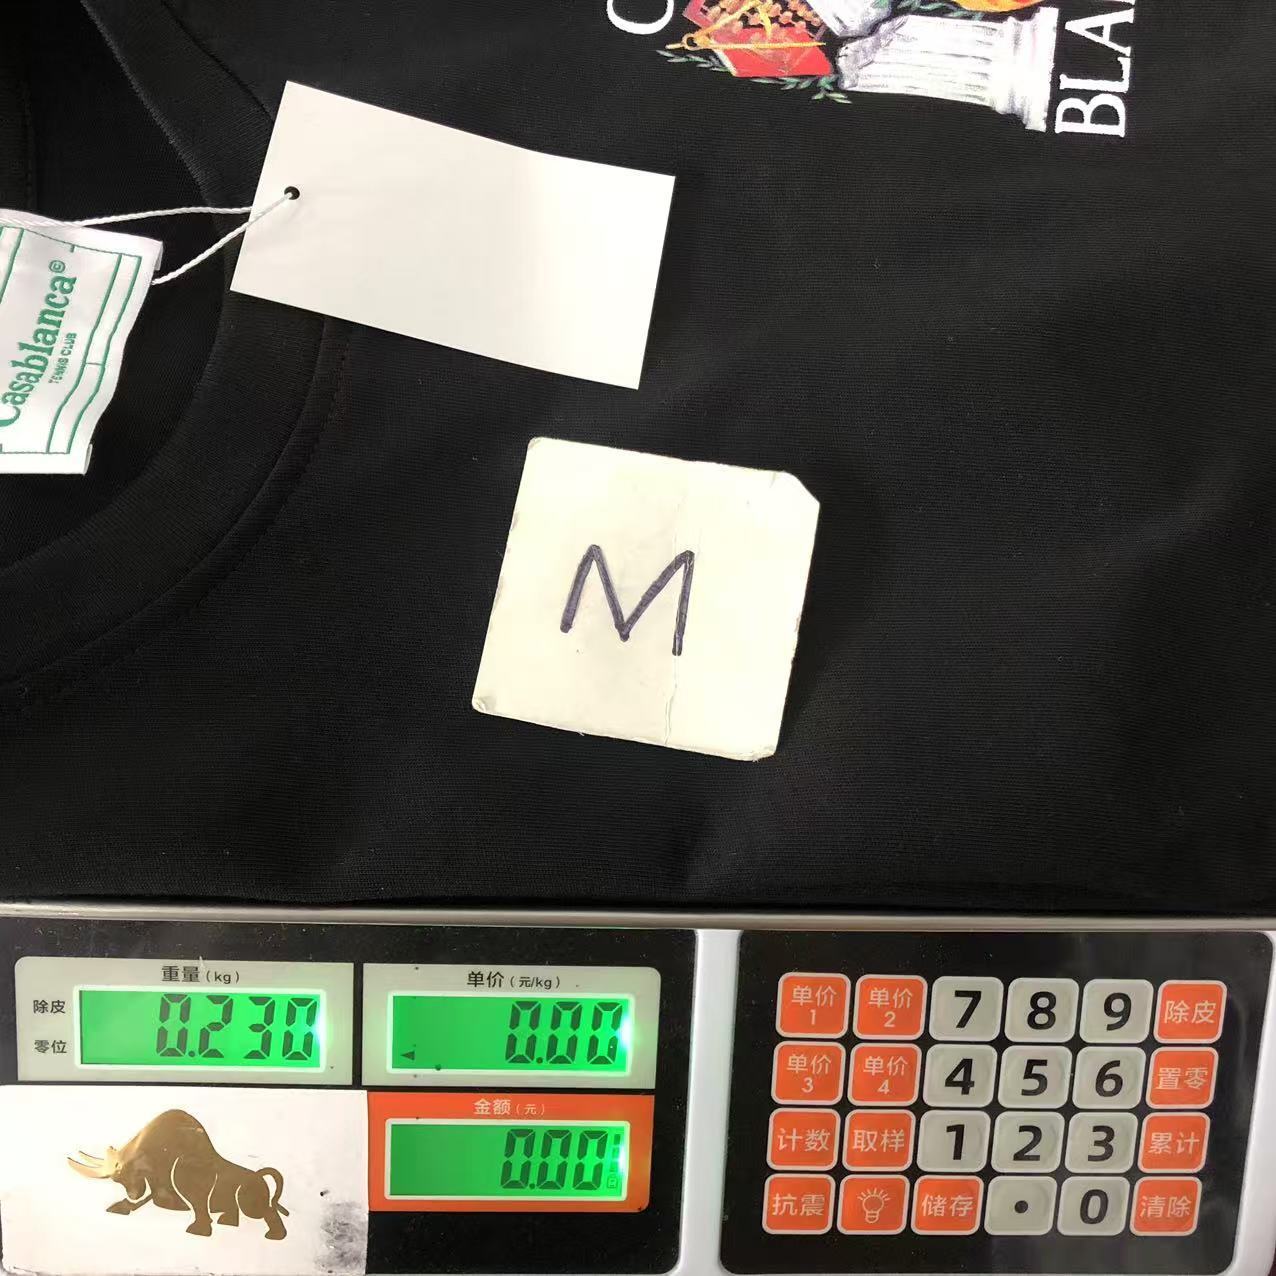 C
BLA
Casablanca©
TENNIS CLUB
M
重量(kg)
单价(元/kg)
除皮
零位
0.230
0.00
金额(元)
0.00
单价1 单价2 7 8 9 除皮
单价3 单价4 4 5 6 置零
计数 取样 1 2 3 累计
抗震 储存 • 0 清除